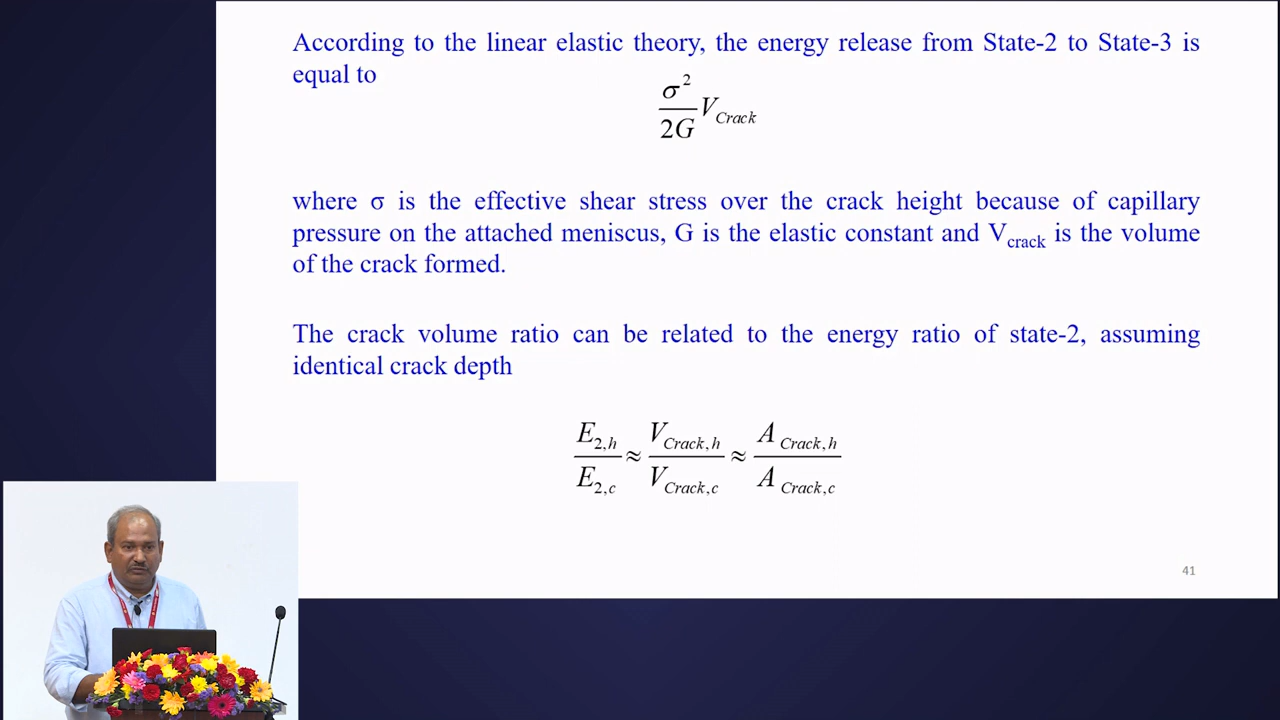 According to the linear elastic theory, the energy release from State-2 to State-3 is
equal to
σ² / 2G V_Crack
where σ is the effective shear stress over the crack height because of capillary
pressure on the attached meniscus, G is the elastic constant and V_crack is the volume
of the crack formed.
The crack volume ratio can be related to the energy ratio of state-2, assuming
identical crack depth
E_2,h / E_2,c ≈ V_Crack,h / V_Crack,c ≈ A_Crack,h / A_Crack,c
41